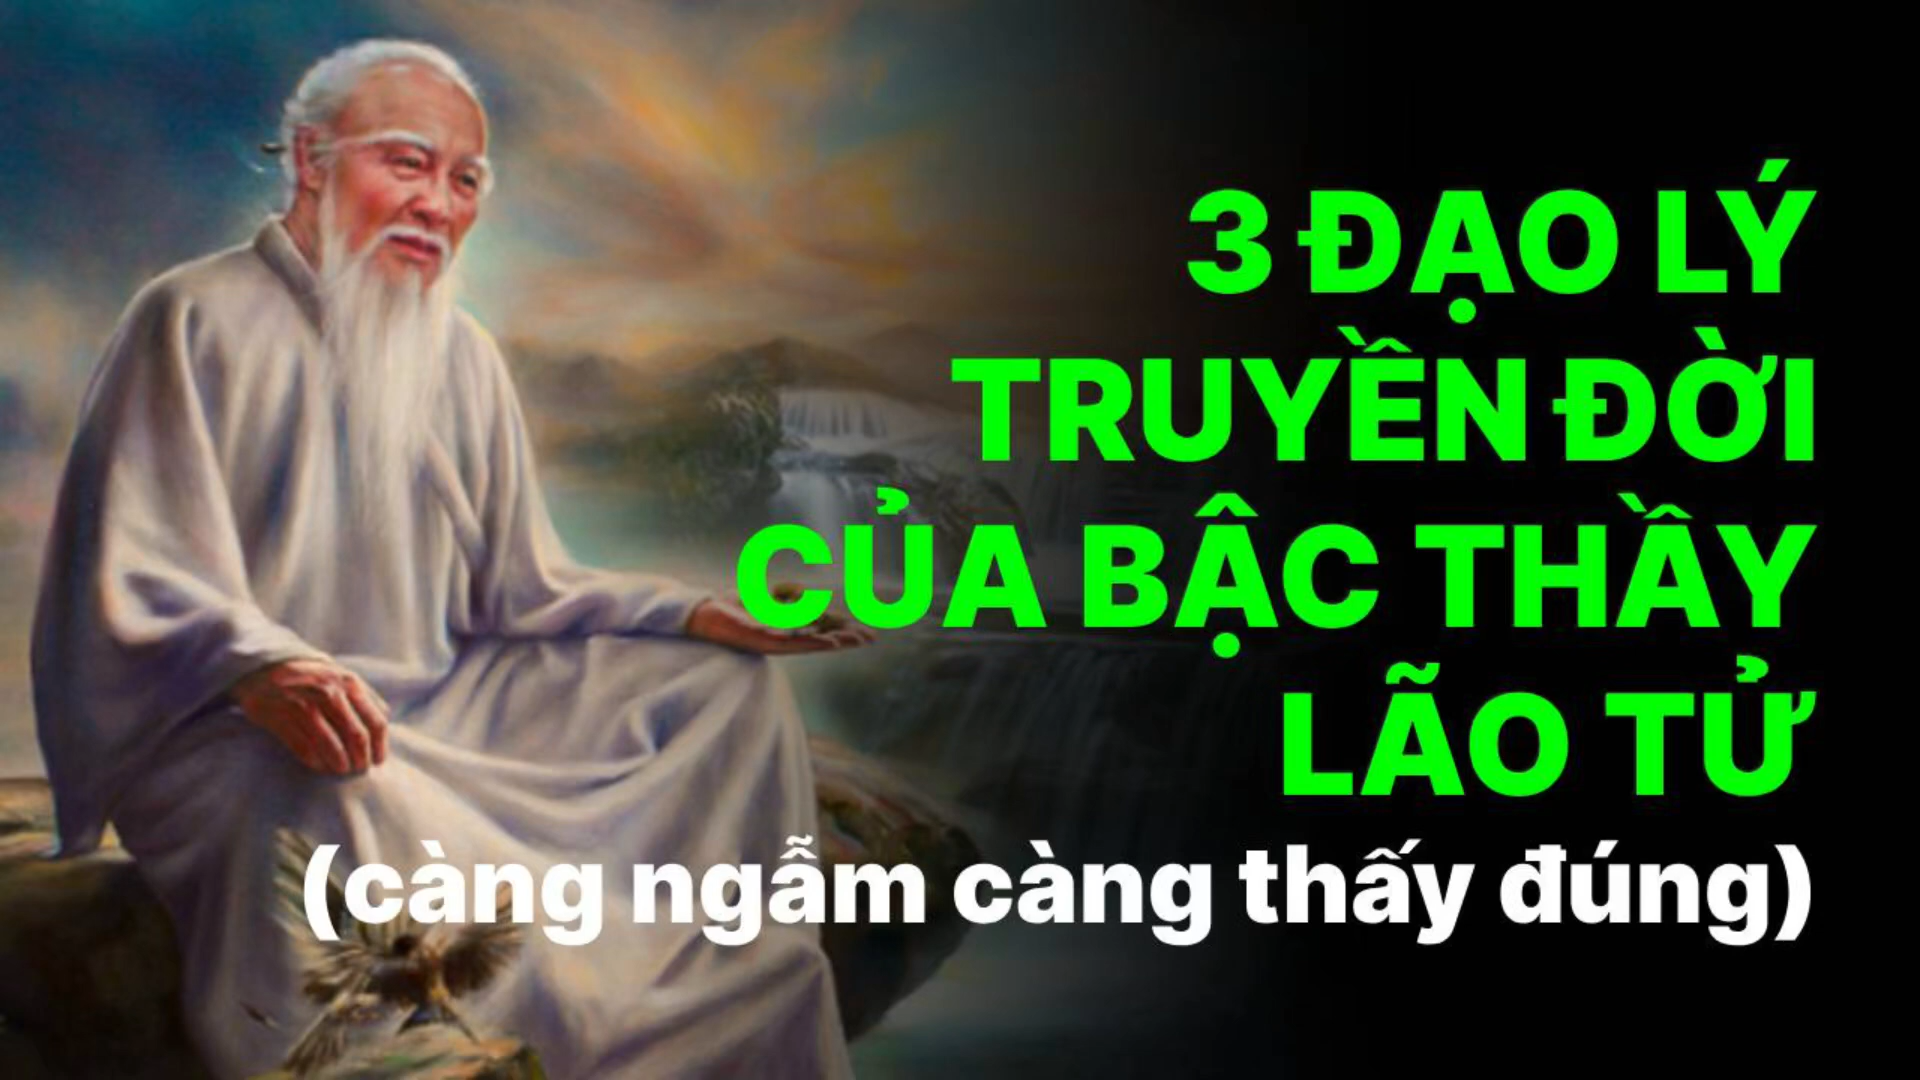 3 ĐẠO LÝ
TRUYỀN ĐỜI
CỦA BẬC THẦY
LÃO TỬ
(càng ngẫm càng thấy đúng)